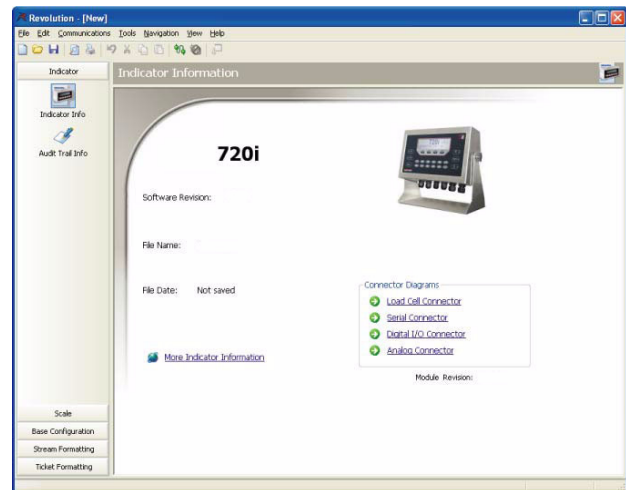 Revolution - [New]
File Edit Communications Tools Navigation View Help
Indicator
Indicator Information
Indicator Info
Audit Trail Info
720i
Software Revision:
File Name:
File Date: Not saved
More Indicator Information
Connector Diagrams
Load Cell Connector
Serial Connector
Digital I/O Connector
Analog Connector
Module Revision:
Scale
Base Configuration
Stream Formatting
Ticket Formatting